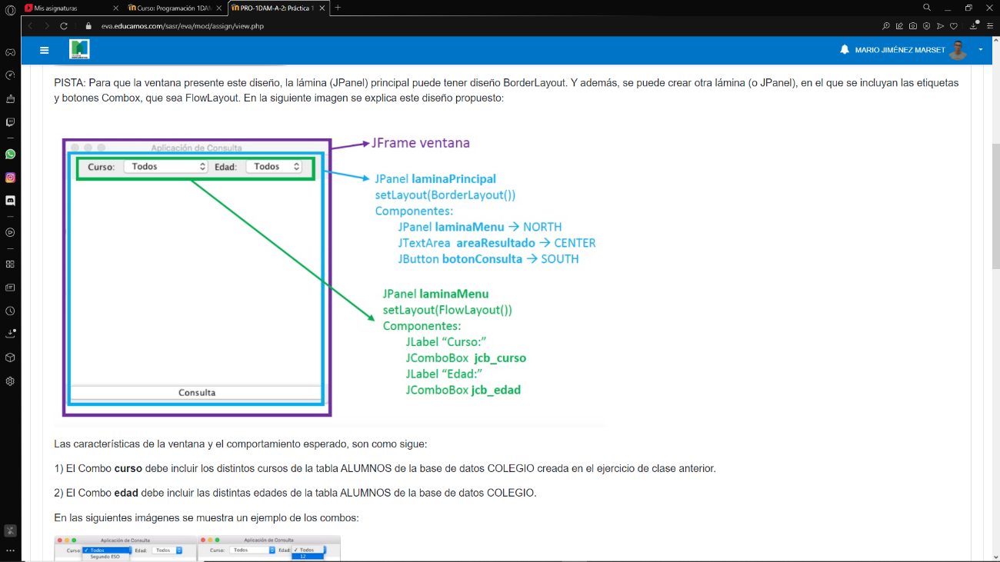 Mis asignaturas
Curso: Programación 1DAM
PRO-1DAM-A-2: Práctica 1
eva.educamos.com/sasr/eva/mod/assign/view.php
MARIO JIMÉNEZ MARSET
PISTA: Para que la ventana presente este diseño, la lámina (JPanel) principal puede tener diseño BorderLayout. Y además, se puede crear otra lámina (o JPanel), en el que se incluyan las etiquetas
y botones Combox, que sea FlowLayout. En la siguiente imagen se explica este diseño propuesto:
Aplicación de Consulta
Curso: Todos Edad: Todos
Consulta
JFrame ventana
JPanel laminaPrincipal
setLayout(BorderLayout())
Componentes:
JPanel laminaMenu → NORTH
JTextArea areaResultado → CENTER
JButton botonConsulta → SOUTH
JPanel laminaMenu
setLayout(FlowLayout())
Componentes:
JLabel “Curso:”
JComboBox jcb_curso
JLabel “Edad:”
JComboBox jcb_edad
Las características de la ventana y el comportamiento esperado, son como sigue:
1) El Combo curso debe incluir los distintos cursos de la tabla ALUMNOS de la base de datos COLEGIO creada en el ejercicio de clase anterior.
2) El Combo edad debe incluir las distintas edades de la tabla ALUMNOS de la base de datos COLEGIO.
En las siguientes imágenes se muestra un ejemplo de los combos:
Aplicación de Consulta
Curso: ✓ Todos Edad: Todos
Segundo ESO
Aplicación de Consulta
Curso: Todos Edad: ✓ Todos
12